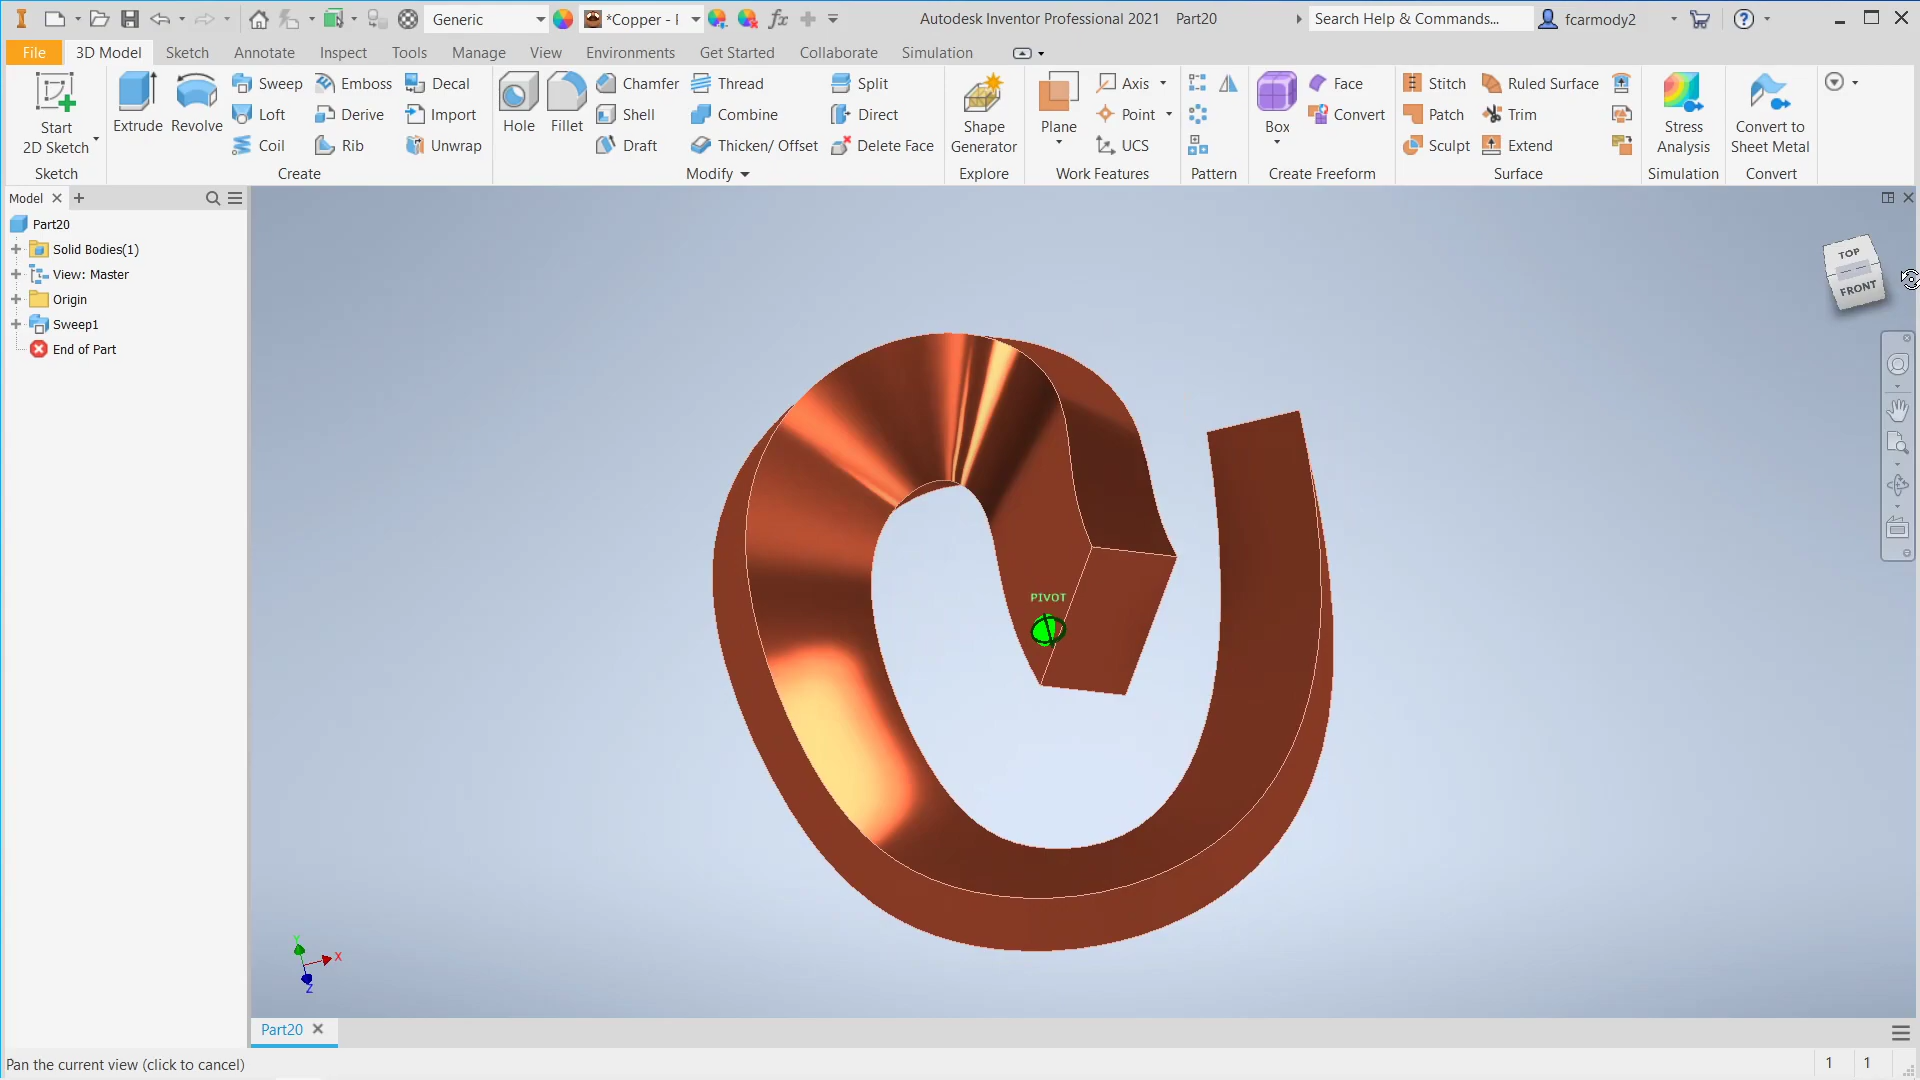 Generic
*Copper - F
fx
Autodesk Inventor Professional 2021 Part20
Search Help & Commands...
fcarmody2
File
3D Model
Sketch
Annotate
Inspect
Tools
Manage
View
Environments
Get Started
Collaborate
Simulation
Start
2D Sketch
Extrude
Revolve
Sweep
Loft
Coil
Emboss
Derive
Rib
Decal
Import
Unwrap
Hole
Fillet
Chamfer
Shell
Draft
Thread
Combine
Thicken/ Offset
Split
Direct
Delete Face
Shape
Generator
Plane
Axis
Point
UCS
Box
Face
Convert
Stitch
Patch
Sculpt
Ruled Surface
Trim
Extend
Stress
Analysis
Convert to
Sheet Metal
Sketch
Create
Modify
Explore
Work Features
Pattern
Create Freeform
Surface
Simulation
Convert
Model
Part20
Solid Bodies(1)
View: Master
Origin
Sweep1
End of Part
TOP
FRONT
PIVOT
Y
X
Z
Part20
Pan the current view (click to cancel)
1
1